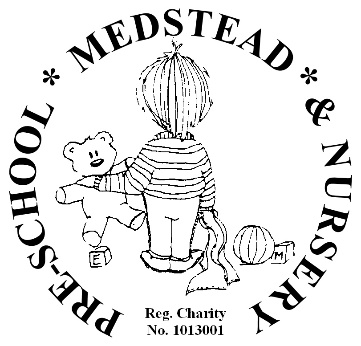 PRE-SCHOOL * MEDSTEAD * & NURSERY
E
M
Reg. Charity
No. 1013001